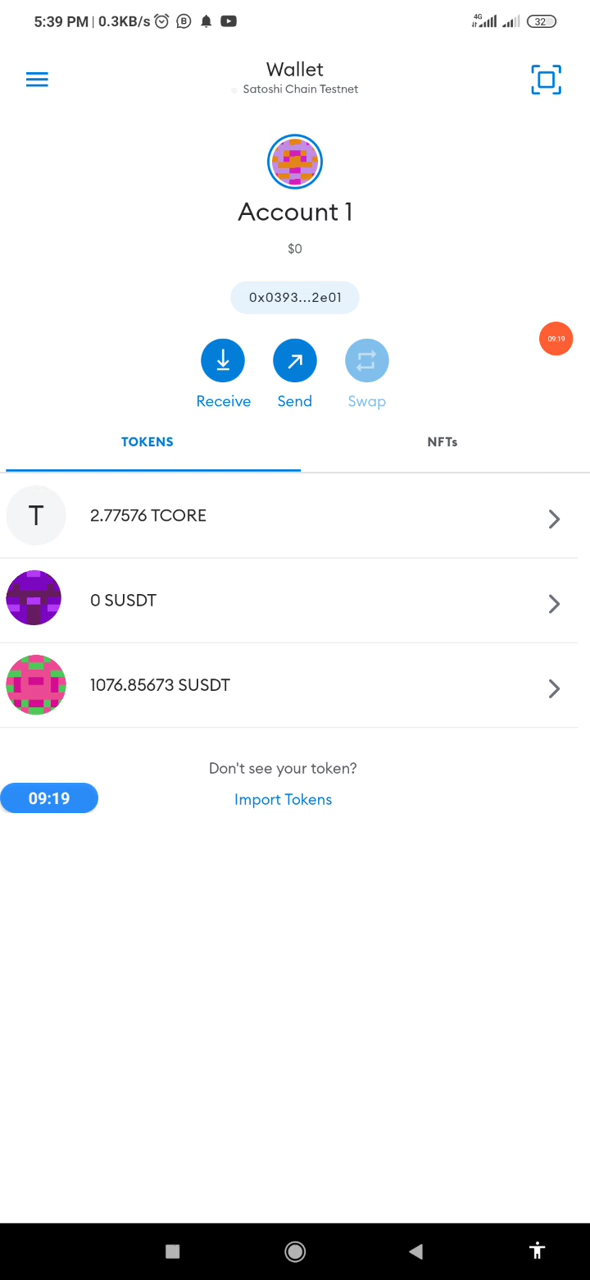 5:39 PM | 0.3KB/s
4G
32
Wallet
Satoshi Chain Testnet
Account 1
$0
0x0393...2e01
09:19
Receive
Send
Swap
TOKENS
NFTs
T
2.77576 TCORE
0 SUSDT
1076.85673 SUSDT
Don't see your token?
09:19
Import Tokens